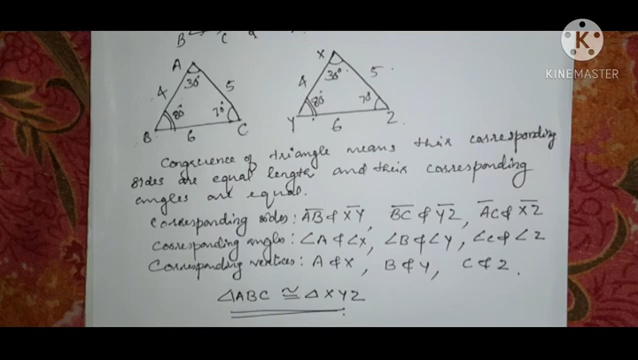 B C
K
KINEMASTER
A X
4 30° 5 4 30° 5
80° 70° 80° 70°
B 6 C Y 6 Z
Congruence of triangle means their corresponding
sides are equal length and their corresponding
angles are equal.
Corresponding sides: AB & XY, BC & YZ, AC & XZ
Corresponding angles: ∠A & ∠X, ∠B & ∠Y, ∠C & ∠Z
Corresponding vertices: A & X, B & Y, C & Z.
△ABC ≅ △XYZ